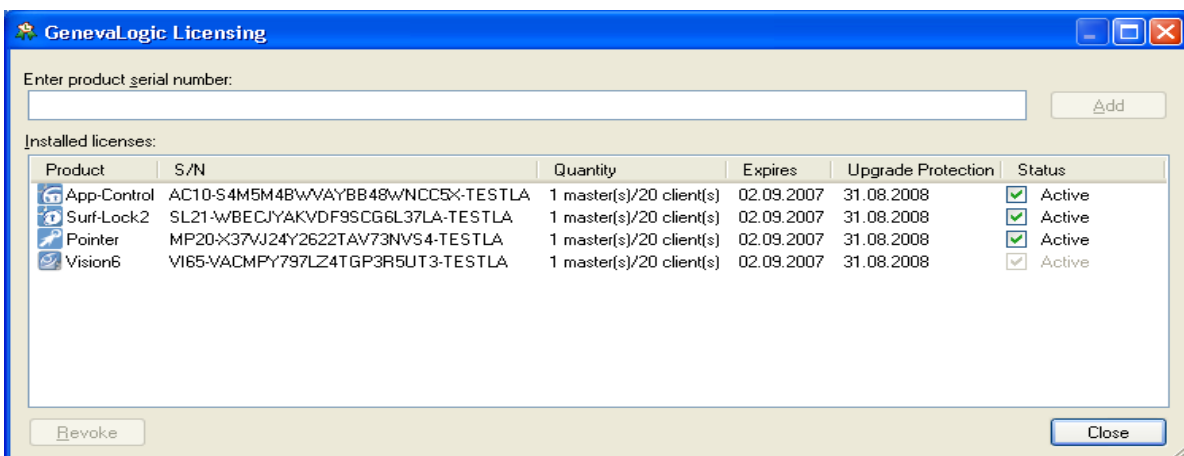 GenevaLogic Licensing
Enter product serial number:
Add
Installed licenses:
Product S/N Quantity Expires Upgrade Protection Status
App-Control AC10-S4M5M4BWVAYBB48WNCC5X-TESTLA 1 master(s)/20 client(s) 02.09.2007 31.08.2008 Active
Surf-Lock2 SL21-WBECJYAKVDF9SCG6L37LA-TESTLA 1 master(s)/20 client(s) 02.09.2007 31.08.2008 Active
Pointer MP20-X37VJ24Y2622TAV73NVS4-TESTLA 1 master(s)/20 client(s) 02.09.2007 31.08.2008 Active
Vision6 VI65-VACMPY797LZ4TGP3R5UT3-TESTLA 1 master(s)/20 client(s) 02.09.2007 31.08.2008 Active
Revoke Close